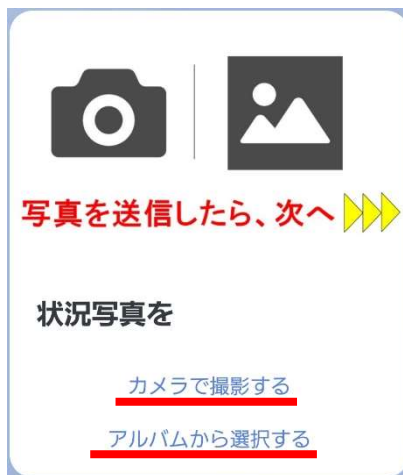 写真を送信したら、次へ
状況写真を
カメラで撮影する
アルバムから選択する